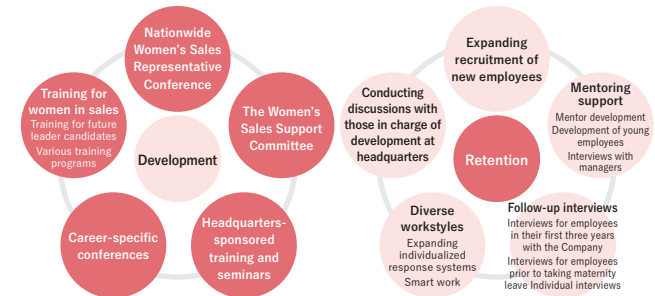 Nationwide
Women's Sales
Representative
Conference
Training for
women in sales
Training for future
leader candidates
Various training
programs
The Women's
Sales Support
Committee
Development
Career-specific
conferences
Headquarters-
sponsored
training and
seminars
Expanding
recruitment of
new employees
Conducting
discussions with
those in charge of
development at
headquarters
Mentoring
support
Mentor development
Development of young
employees
Interviews with
managers
Retention
Diverse
workstyles
Expanding
individualized
response systems
Smart work
Follow-up interviews
Interviews for employees
in their first three years
with the Company
Interviews for employees
prior to taking maternity
leave Individual interviews